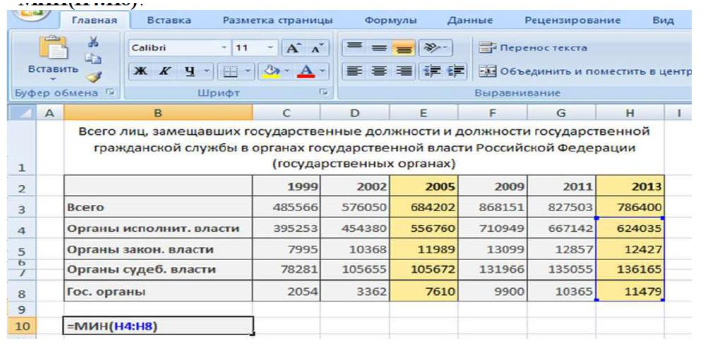 МИН(H4:H8).
Главная Вставка Разметка страницы Формулы Данные Рецензирование Вид
Calibri 11 A A Перенос текста
Вставить Ж К Ч A Объединить и поместить в центр
Буфер обмена Шрифт Выравнивание
A B C D E F G H I
Всего лиц, замещавших государственные должности и должности государственной
гражданской службы в органах государственной власти Российской Федерации
1 (государственных органах)
2 1999 2002 2005 2009 2011 2013
3 Всего 485566 576050 684202 868151 827503 786400
4 Органы исполнит. власти 395253 454380 556760 710949 667142 624035
5 Органы закон. власти 7995 10368 11989 13099 12857 12427
6
7 Органы судеб. власти 78281 105655 105672 131966 135055 136165
8 Гос. органы 2054 3362 7610 9900 10365 11479
9
10 =МИН(H4:H8)